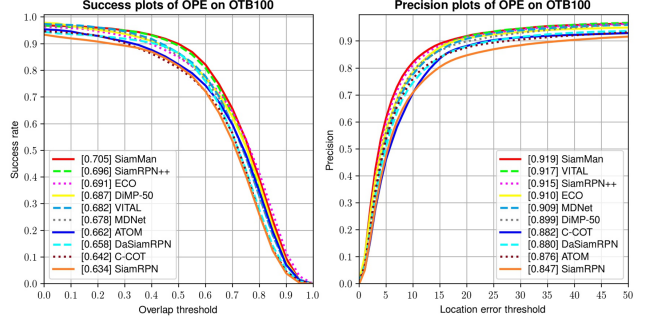 Success plots of OPE on OTB100
1.0
0.9
0.8
0.7
0.6
0.5
0.4
0.3
0.2
0.1
0.0
Success rate
[0.705] SiamMan
[0.696] SiamRPN++
[0.691] ECO
[0.687] DiMP-50
[0.682] VITAL
[0.678] MDNet
[0.662] ATOM
[0.658] DaSiamRPN
[0.642] C-COT
[0.634] SiamRPN
0.0 0.1 0.2 0.3 0.4 0.5 0.6 0.7 0.8 0.9 1.0
Overlap threshold
Precision plots of OPE on OTB100
1.0
0.9
0.8
0.7
0.6
0.5
0.4
0.3
0.2
0.1
0.0
Precision
[0.919] SiamMan
[0.917] VITAL
[0.915] SiamRPN++
[0.910] ECO
[0.909] MDNet
[0.899] DiMP-50
[0.882] C-COT
[0.880] DaSiamRPN
[0.876] ATOM
[0.847] SiamRPN
0 5 10 15 20 25 30 35 40 45 50
Location error threshold